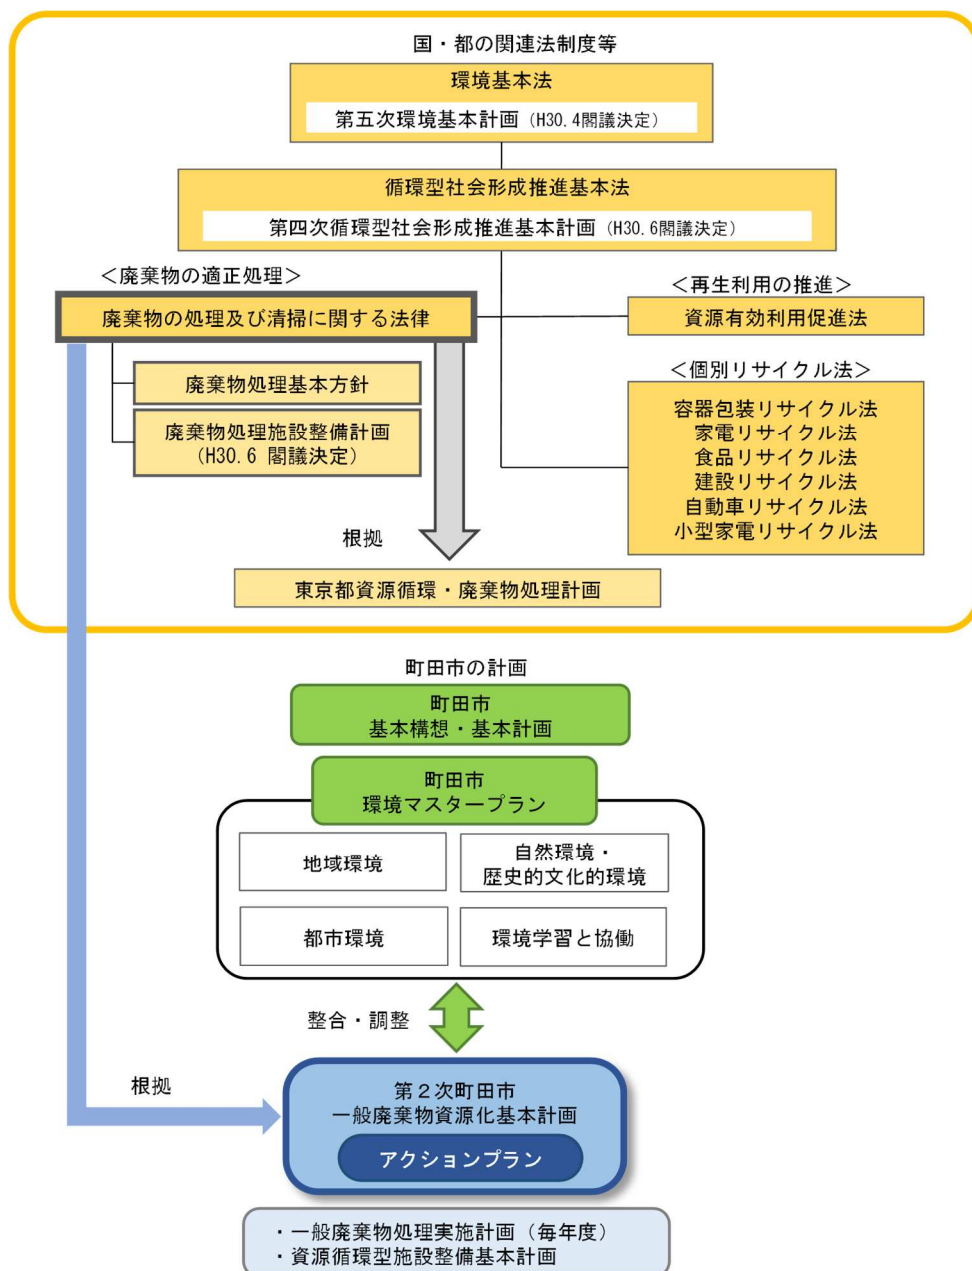 国・都の関連法制度等
環境基本法
第五次環境基本計画（H30.4閣議決定）
循環型社会形成推進基本法
第四次循環型社会形成推進基本計画（H30.6閣議決定）
＜廃棄物の適正処理＞
廃棄物の処理及び清掃に関する法律
廃棄物処理基本方針
廃棄物処理施設整備計画
（H30.6 閣議決定）
＜再生利用の推進＞
資源有効利用促進法
＜個別リサイクル法＞
容器包装リサイクル法
家電リサイクル法
食品リサイクル法
建設リサイクル法
自動車リサイクル法
小型家電リサイクル法
根拠
東京都資源循環・廃棄物処理計画
町田市の計画
町田市
基本構想・基本計画
町田市
環境マスタープラン
地域環境
自然環境・
歴史的文化的環境
都市環境
環境学習と協働
整合・調整
根拠
第２次町田市
一般廃棄物資源化基本計画
アクションプラン
・一般廃棄物処理実施計画（毎年度）
・資源循環型施設整備基本計画